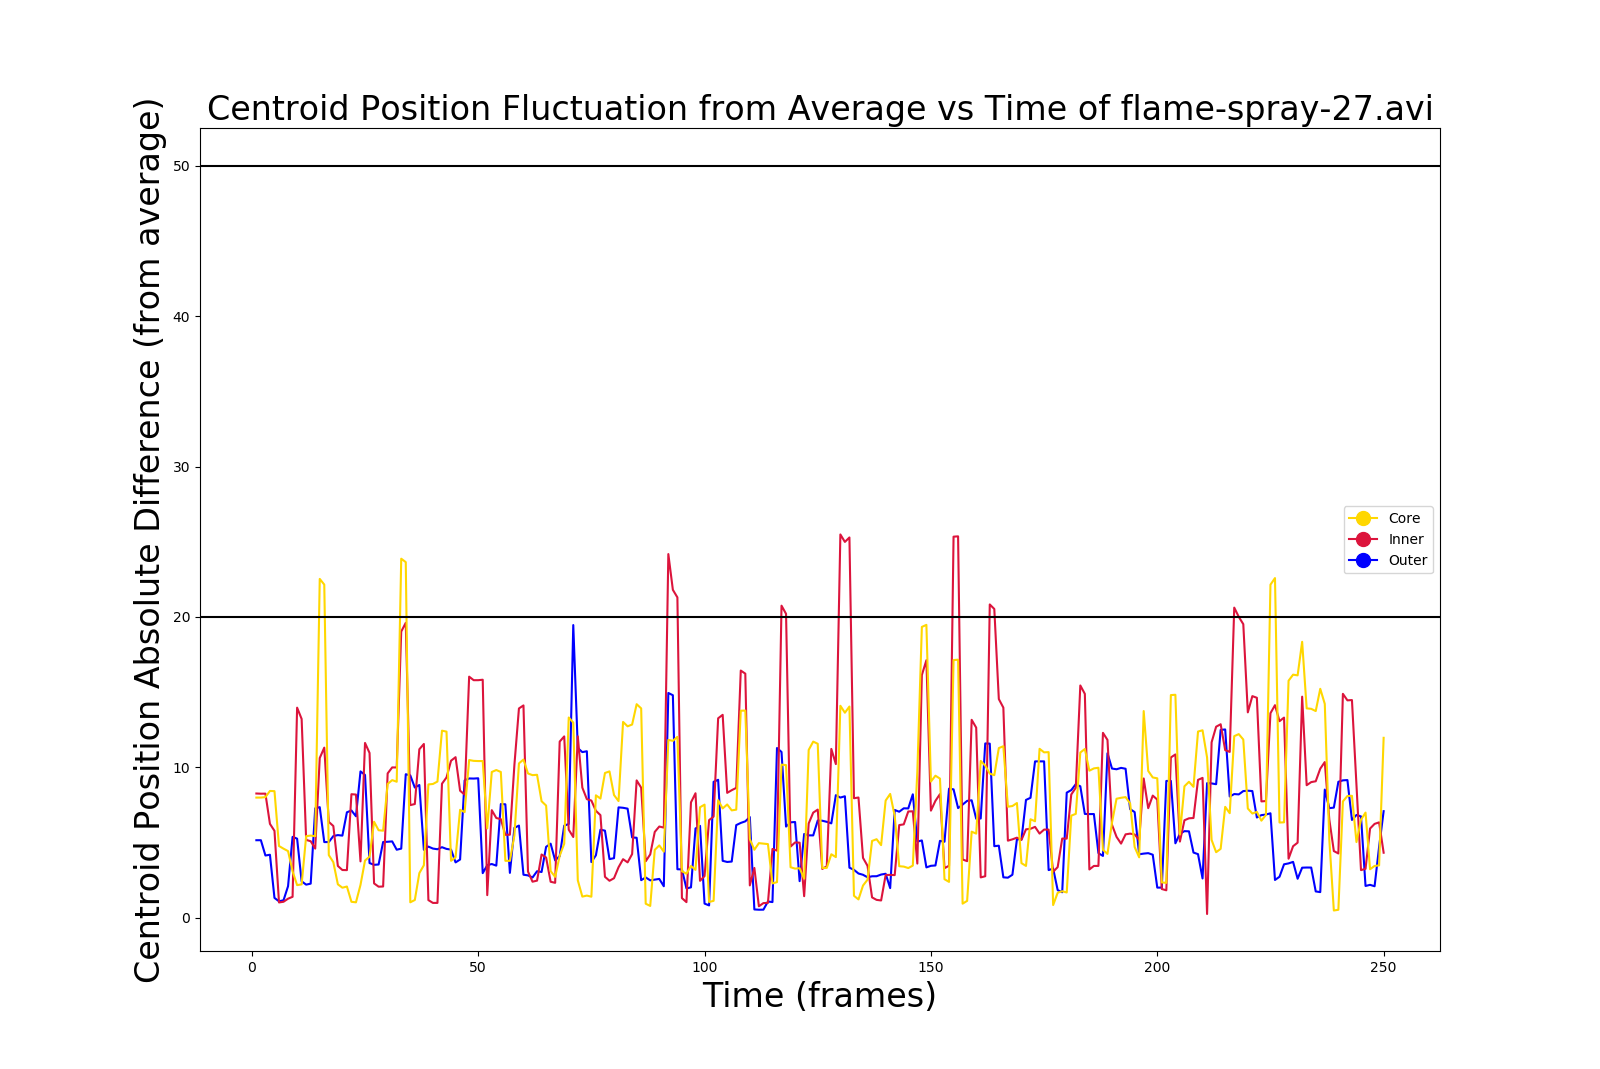 Centroid Position Fluctuation from Average vs Time of flame-spray-27.avi
Centroid Position Absolute Difference (from average)
50
40
30
20
10
0
Core
Inner
Outer
0 50 100 150 200 250
Time (frames)